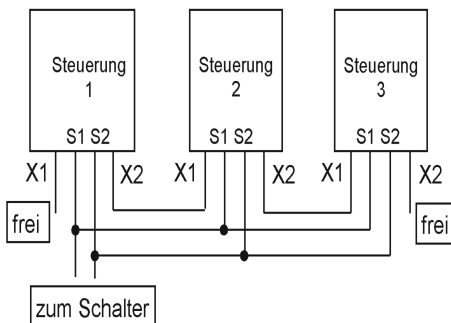 Steuerung
1
Steuerung
2
Steuerung
3
S1 S2
S1 S2
S1 S2
X1
X2
X1
X2
X1
X2
frei
frei
zum Schalter